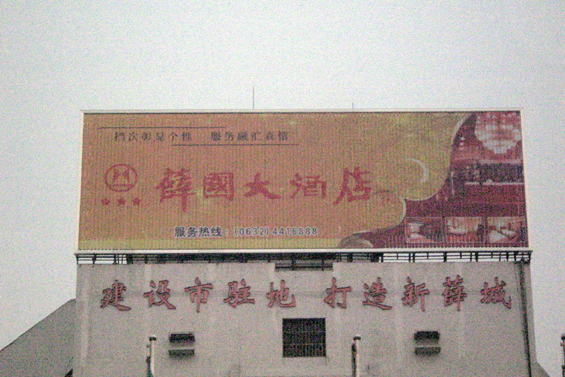 档次彰显个性 服务融汇真情
薛國大酒店
服务热线 (0632)4416888
建设市驻地 打造新薛城